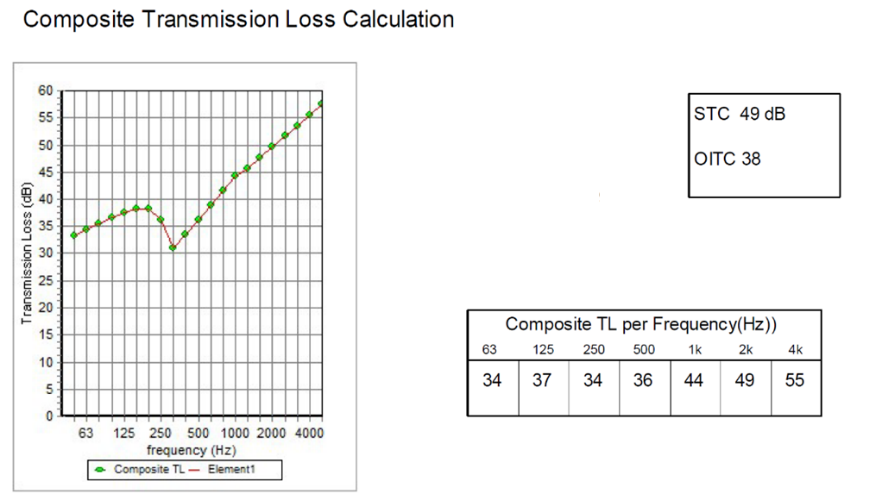 Composite Transmission Loss Calculation
60
55
50
45
40
35
30
25
20
15
10
5
0
Transmission Loss (dB)
63 125 250 500 1000 2000 4000
frequency (Hz)
Composite TL Element1
STC 49 dB
OITC 38
Composite TL per Frequency(Hz))
63 125 250 500 1k 2k 4k
34 37 34 36 44 49 55